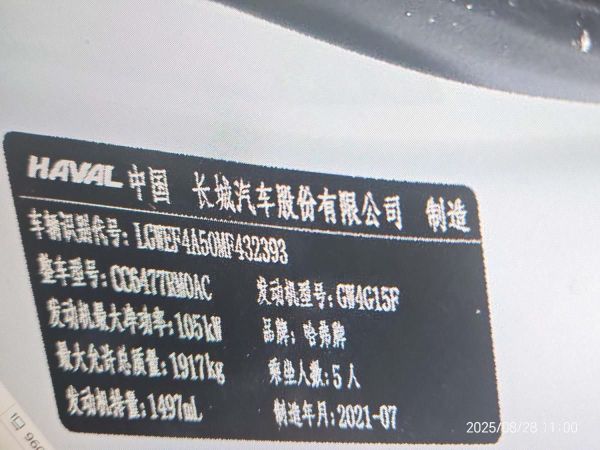 HAVAL 中国 长城汽车股份有限公司 制造
车辆识别代号:LGWEF4A50MF432393
整车型号:CC6477RM0AC 发动机型号:GW4G15F
发动机最大净功率:105kW 品牌:哈弗牌
最大允许总质量:1917kg 乘坐人数:5人
发动机排量:1497mL 制造年月:2021-07
2025/08/28 11:00